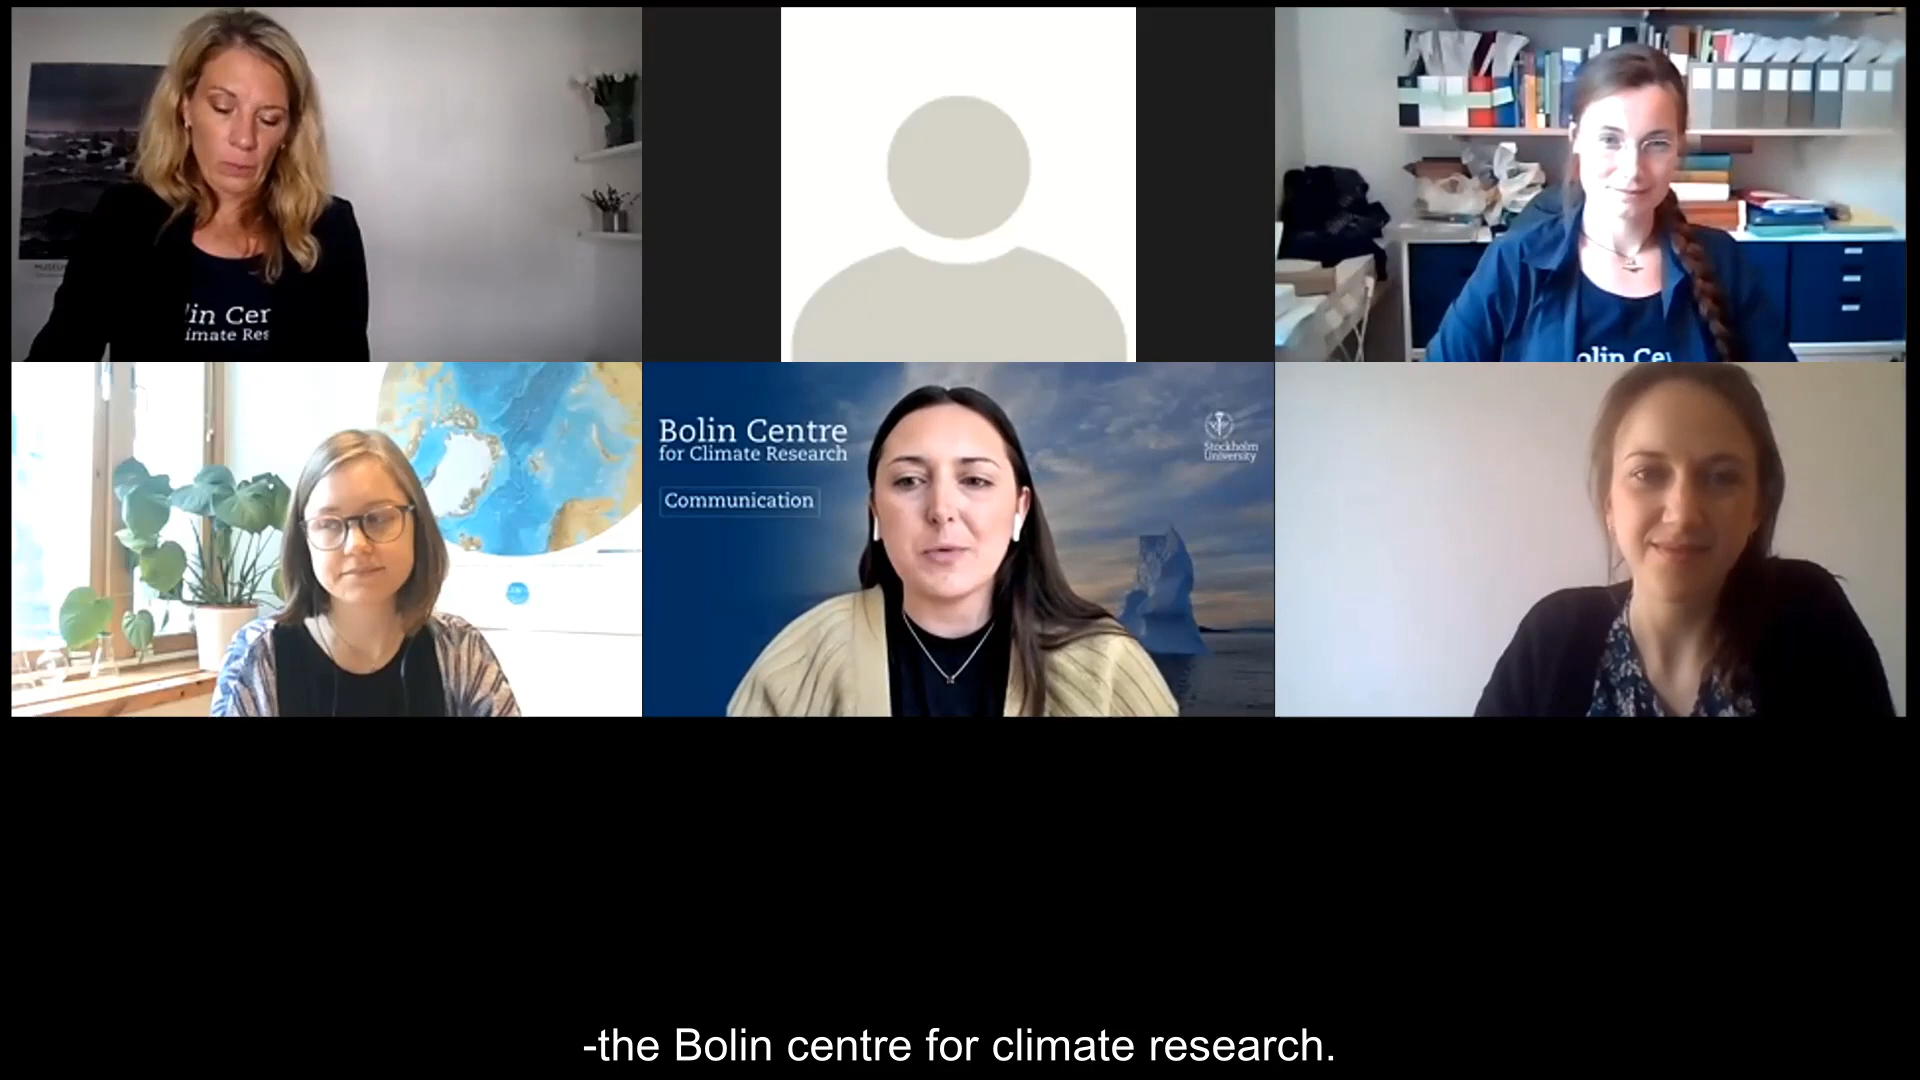 in Cer
imate Res
olin Ce
Bolin Centre
for Climate Research
Communication
Stockholm
University
-the Bolin centre for climate research.